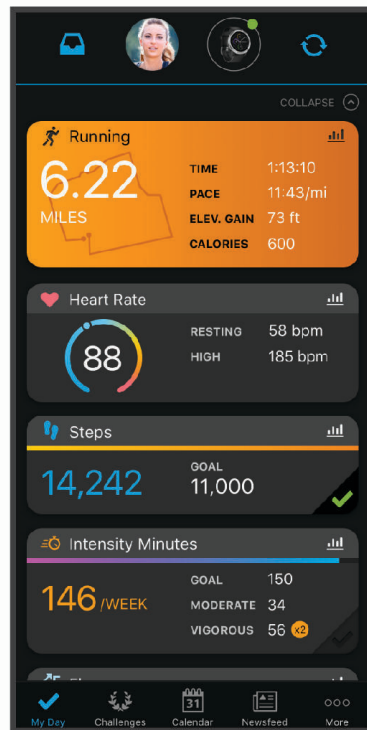 COLLAPSE
Running
6.22
MILES
TIME 1:13:10
PACE 11:43/mi
ELEV. GAIN 73 ft
CALORIES 600
Heart Rate
88
RESTING 58 bpm
HIGH 185 bpm
Steps
14,242
GOAL
11,000
Intensity Minutes
146 /WEEK
GOAL 150
MODERATE 34
VIGOROUS 56 x2
31
My Day Challenges Calendar Newsfeed More